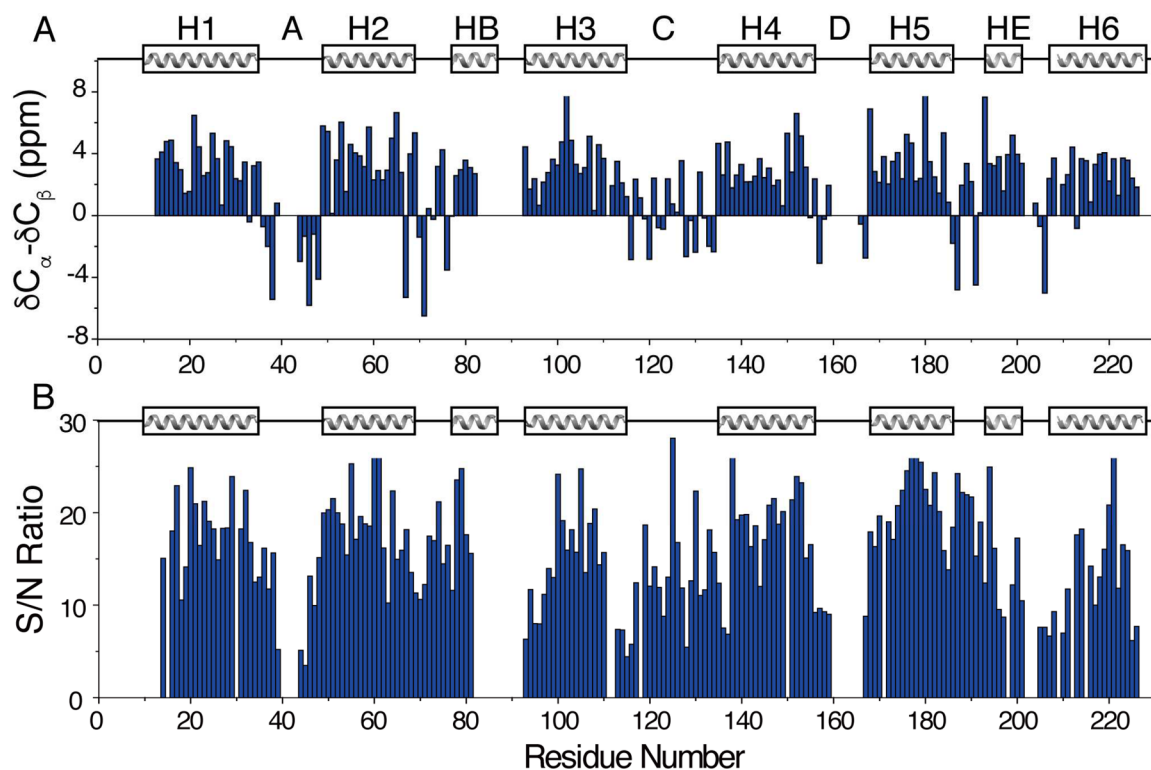 A H1 A H2 HB H3 C H4 D H5 HE H6
8
4
0
-4
-8
δCα-δCβ (ppm)
0 20 40 60 80 100 120 140 160 180 200 220
B
30
20
10
0
S/N Ratio
0 20 40 60 80 100 120 140 160 180 200 220
Residue Number